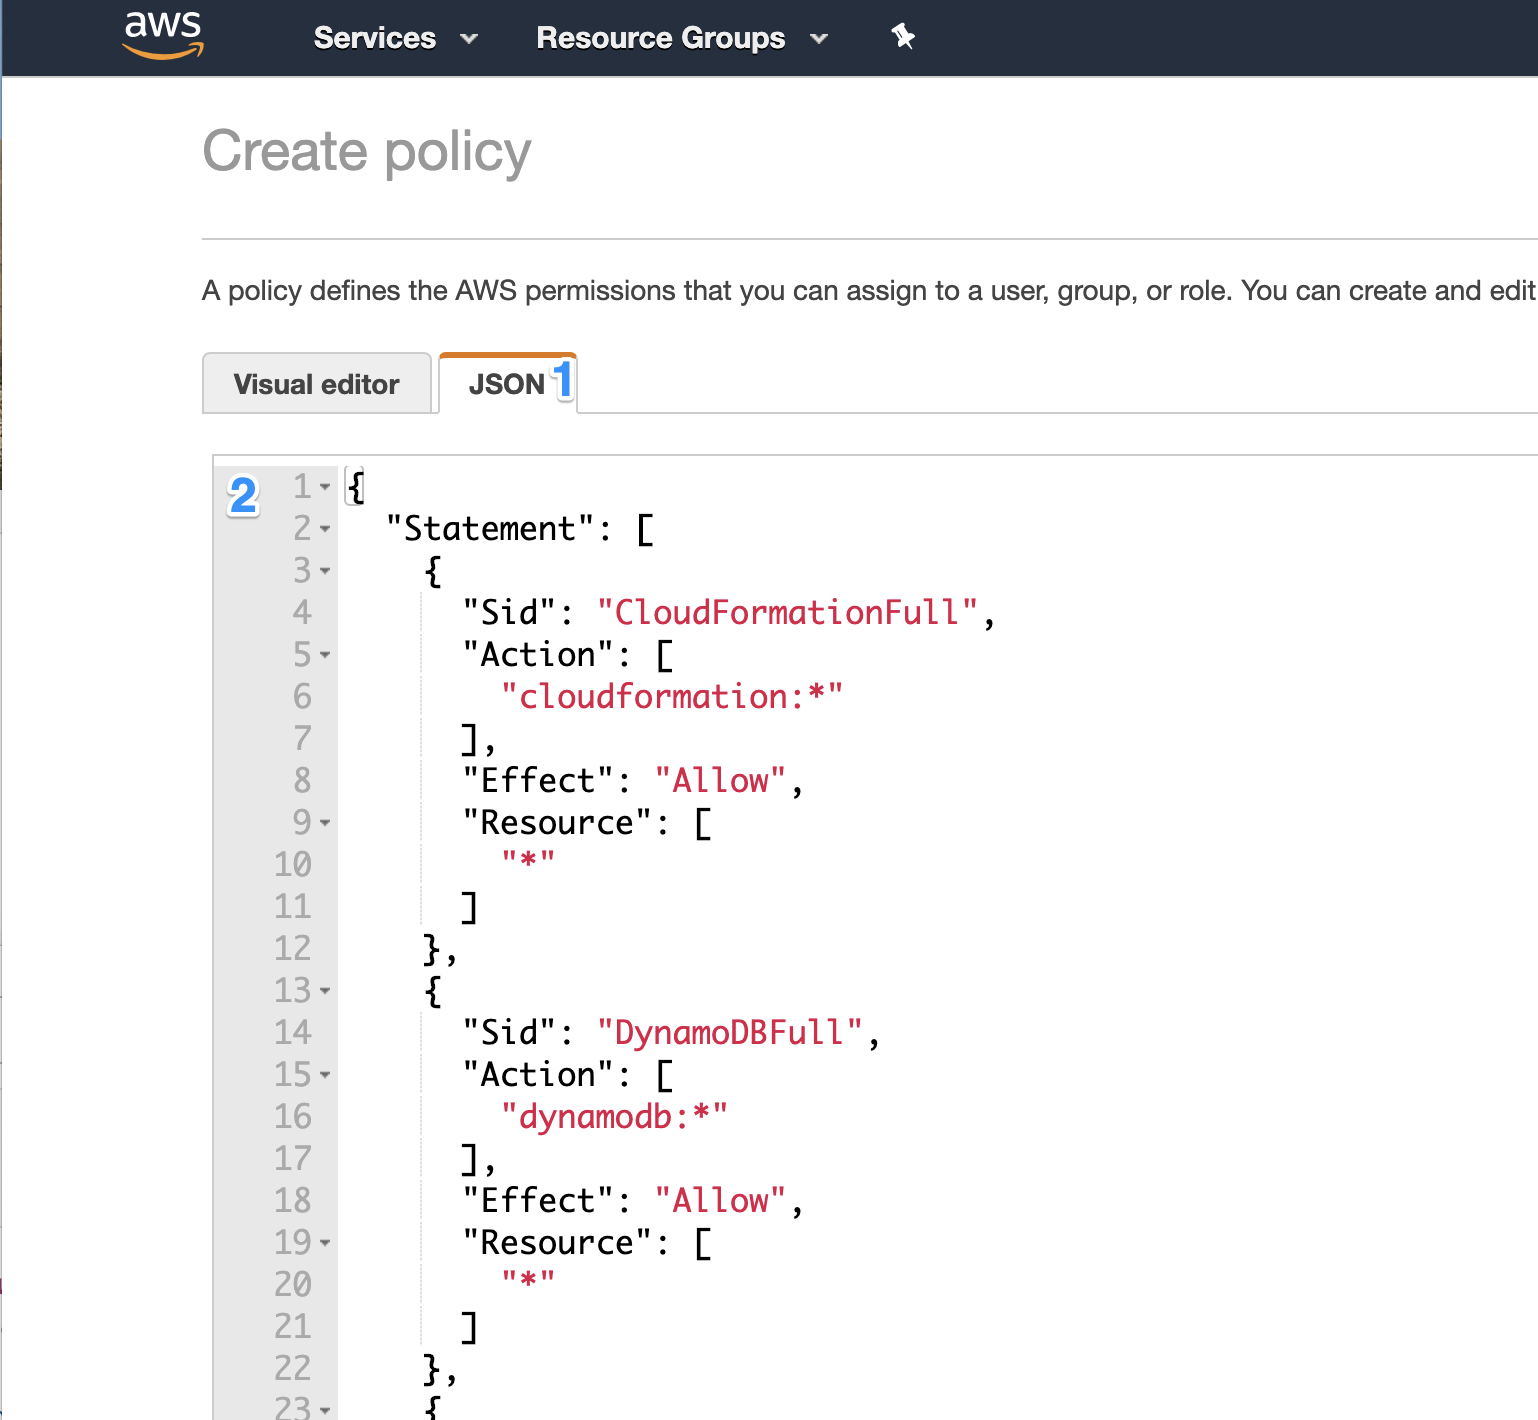 aws Services Resource Groups
Create policy
A policy defines the AWS permissions that you can assign to a user, group, or role. You can create and edit
Visual editor JSON 1
2
1 {
2 "Statement": [
3 {
4 "Sid": "CloudFormationFull",
5 "Action": [
6 "cloudformation:*"
7 ],
8 "Effect": "Allow",
9 "Resource": [
10 "*"
11 ]
12 },
13 {
14 "Sid": "DynamoDBFull",
15 "Action": [
16 "dynamodb:*"
17 ],
18 "Effect": "Allow",
19 "Resource": [
20 "*"
21 ]
22 },
23 {